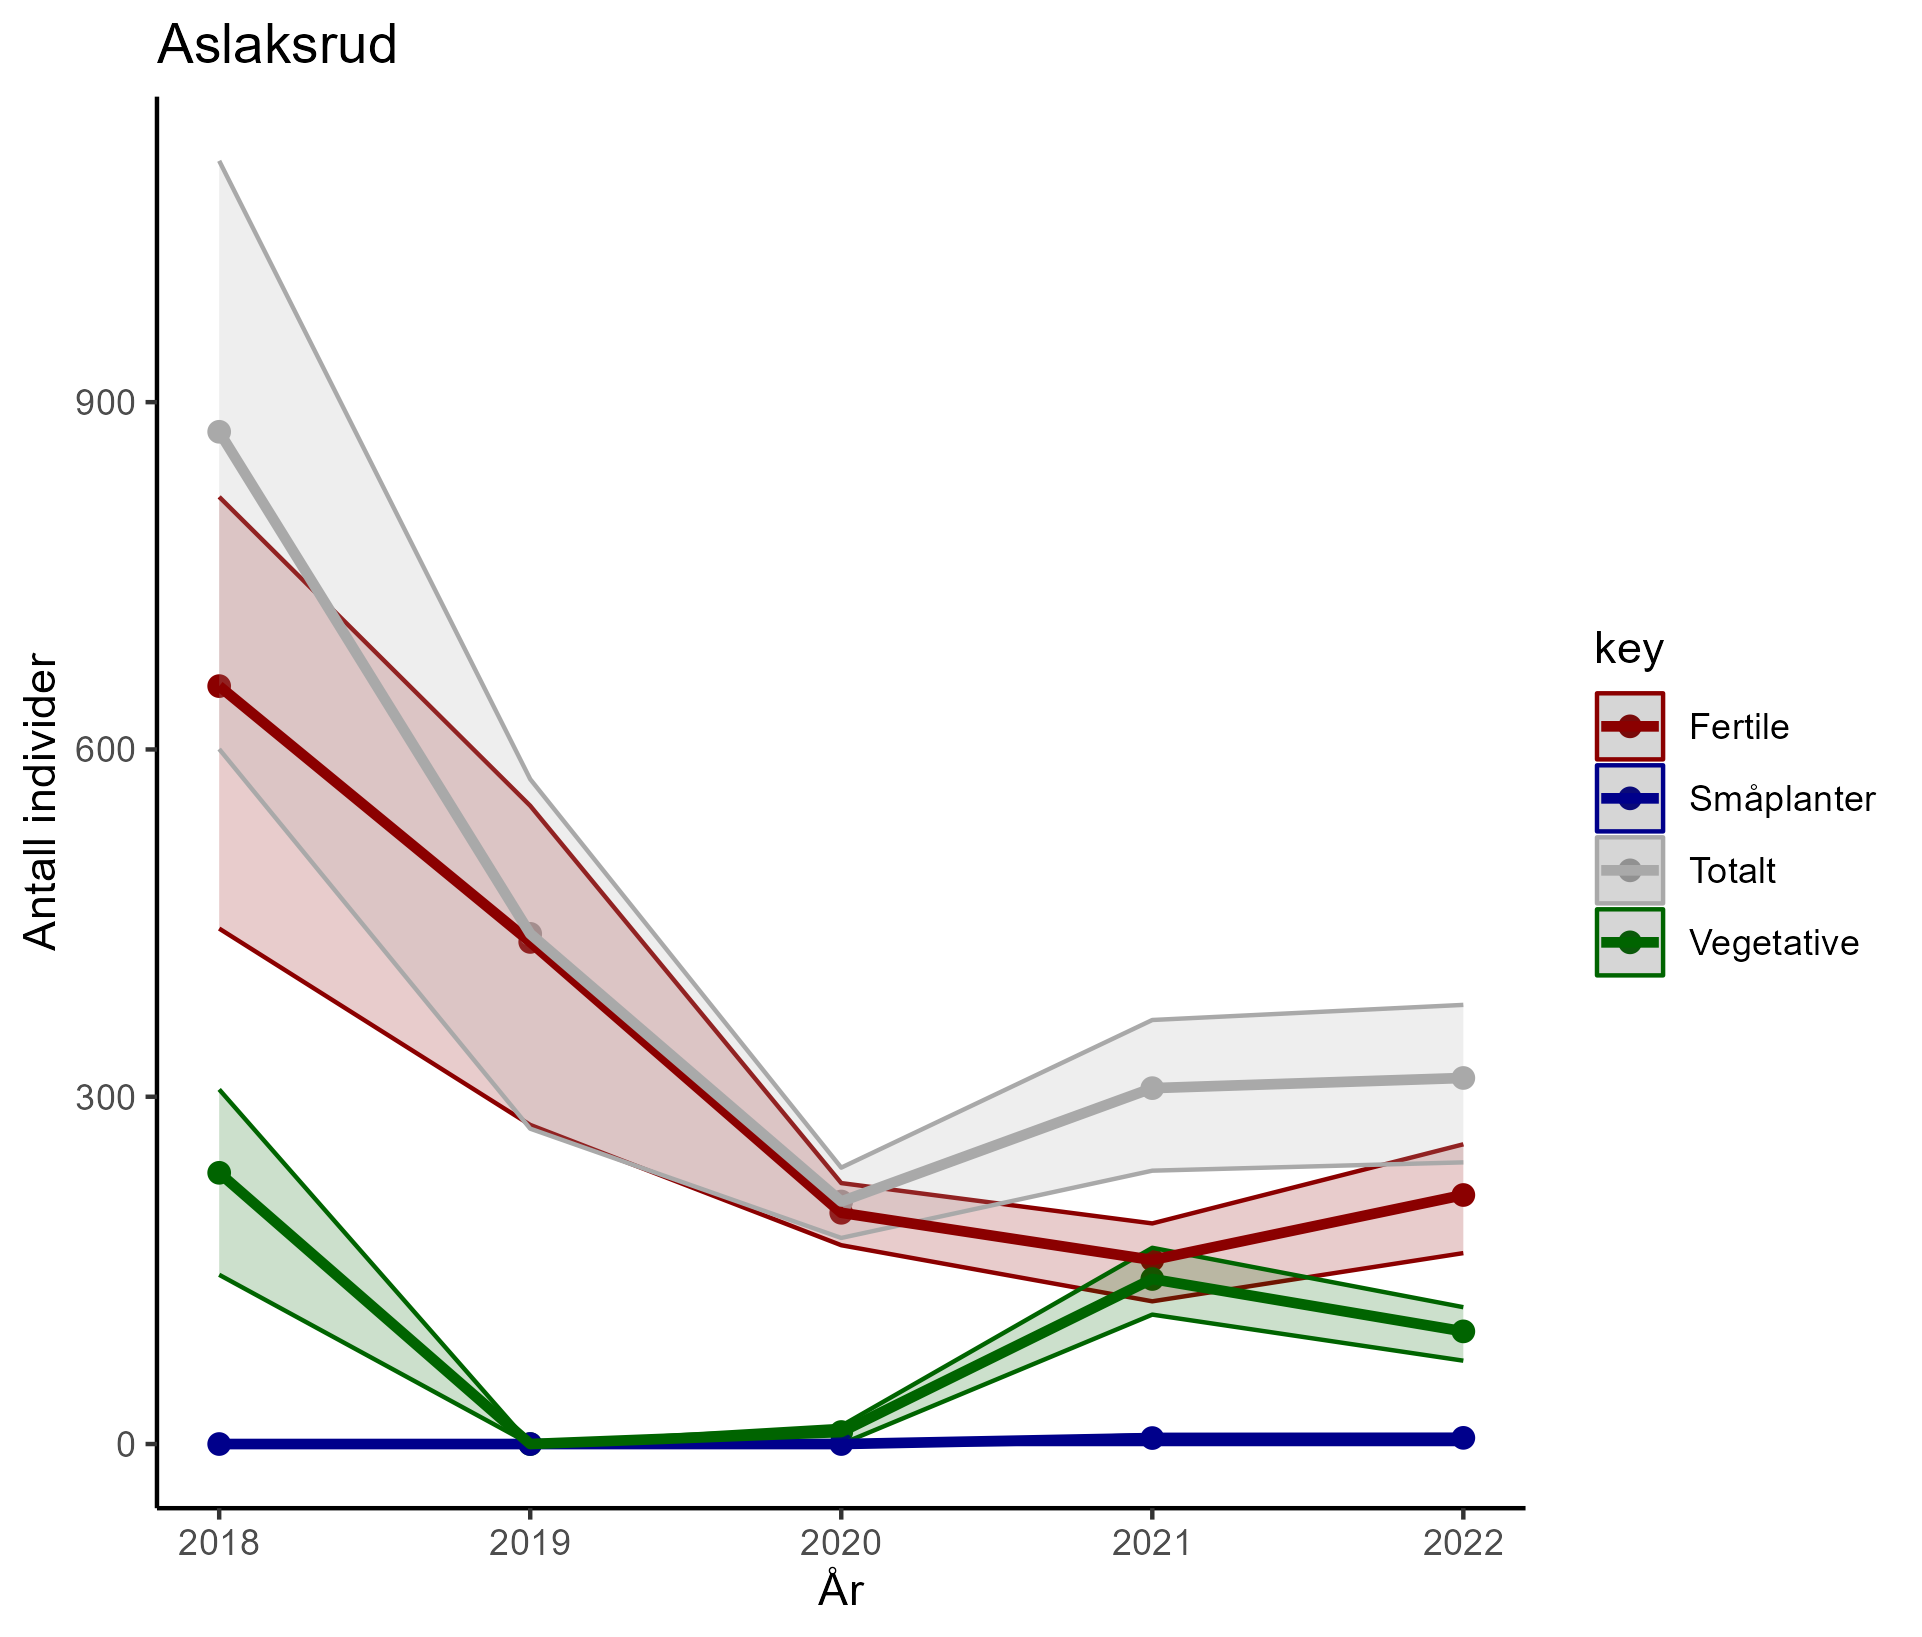 Aslaksrud
Antall individer
900
600
300
0
2018 2019 2020 2021 2022
År
key
Fertile
Småplanter
Totalt
Vegetative